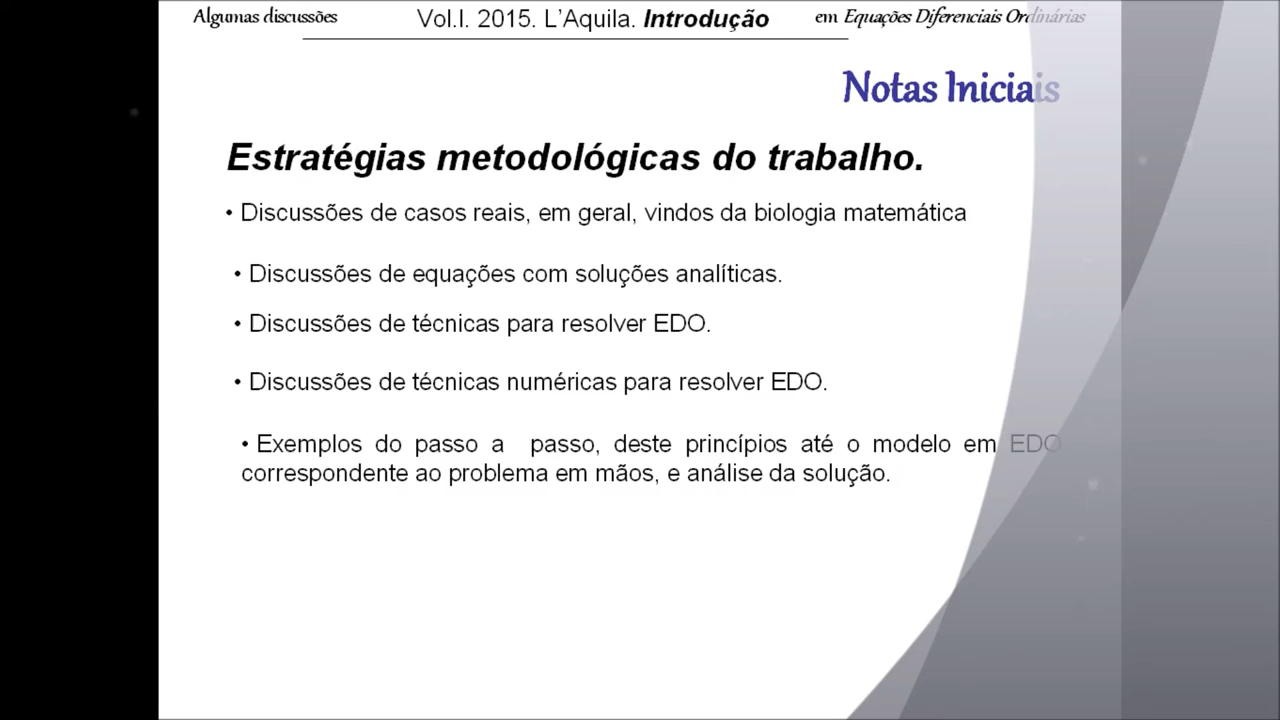 Algumas discussões Vol.I. 2015. L’Aquila. Introdução em Equações Diferenciais Ordinárias
Notas Iniciais
Estratégias metodológicas do trabalho.
• Discussões de casos reais, em geral, vindos da biologia matemática
• Discussões de equações com soluções analíticas.
• Discussões de técnicas para resolver EDO.
• Discussões de técnicas numéricas para resolver EDO.
• Exemplos do passo a passo, deste princípios até o modelo em EDO
correspondente ao problema em mãos, e análise da solução.